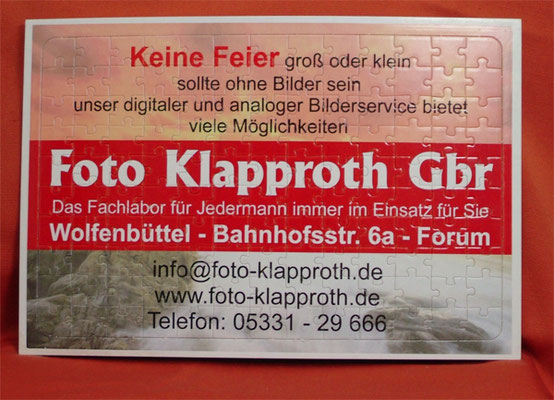 Keine Feier groß oder klein
sollte ohne Bilder sein
unser digitaler und analoger Bilderservice bietet
viele Möglichkeiten
Foto Klapproth Gbr
Das Fachlabor für Jedermann immer im Einsatz für Sie
Wolfenbüttel - Bahnhofsstr. 6a - Forum
info@foto-klapproth.de
www.foto-klapproth.de
Telefon: 05331 - 29 666